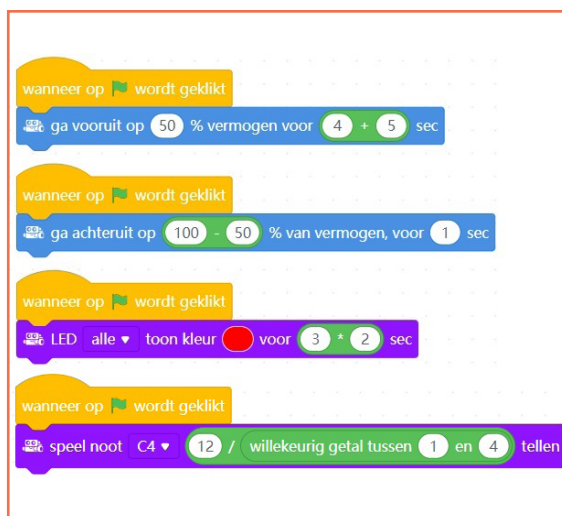 wanneer op wordt geklikt
ga vooruit op 50 % vermogen voor 4 + 5 sec
wanneer op wordt geklikt
ga achteruit op 100 - 50 % van vermogen, voor 1 sec
wanneer op wordt geklikt
LED alle toon kleur voor 3 * 2 sec
wanneer op wordt geklikt
speel noot C4 12 / willekeurig getal tussen 1 en 4 tellen